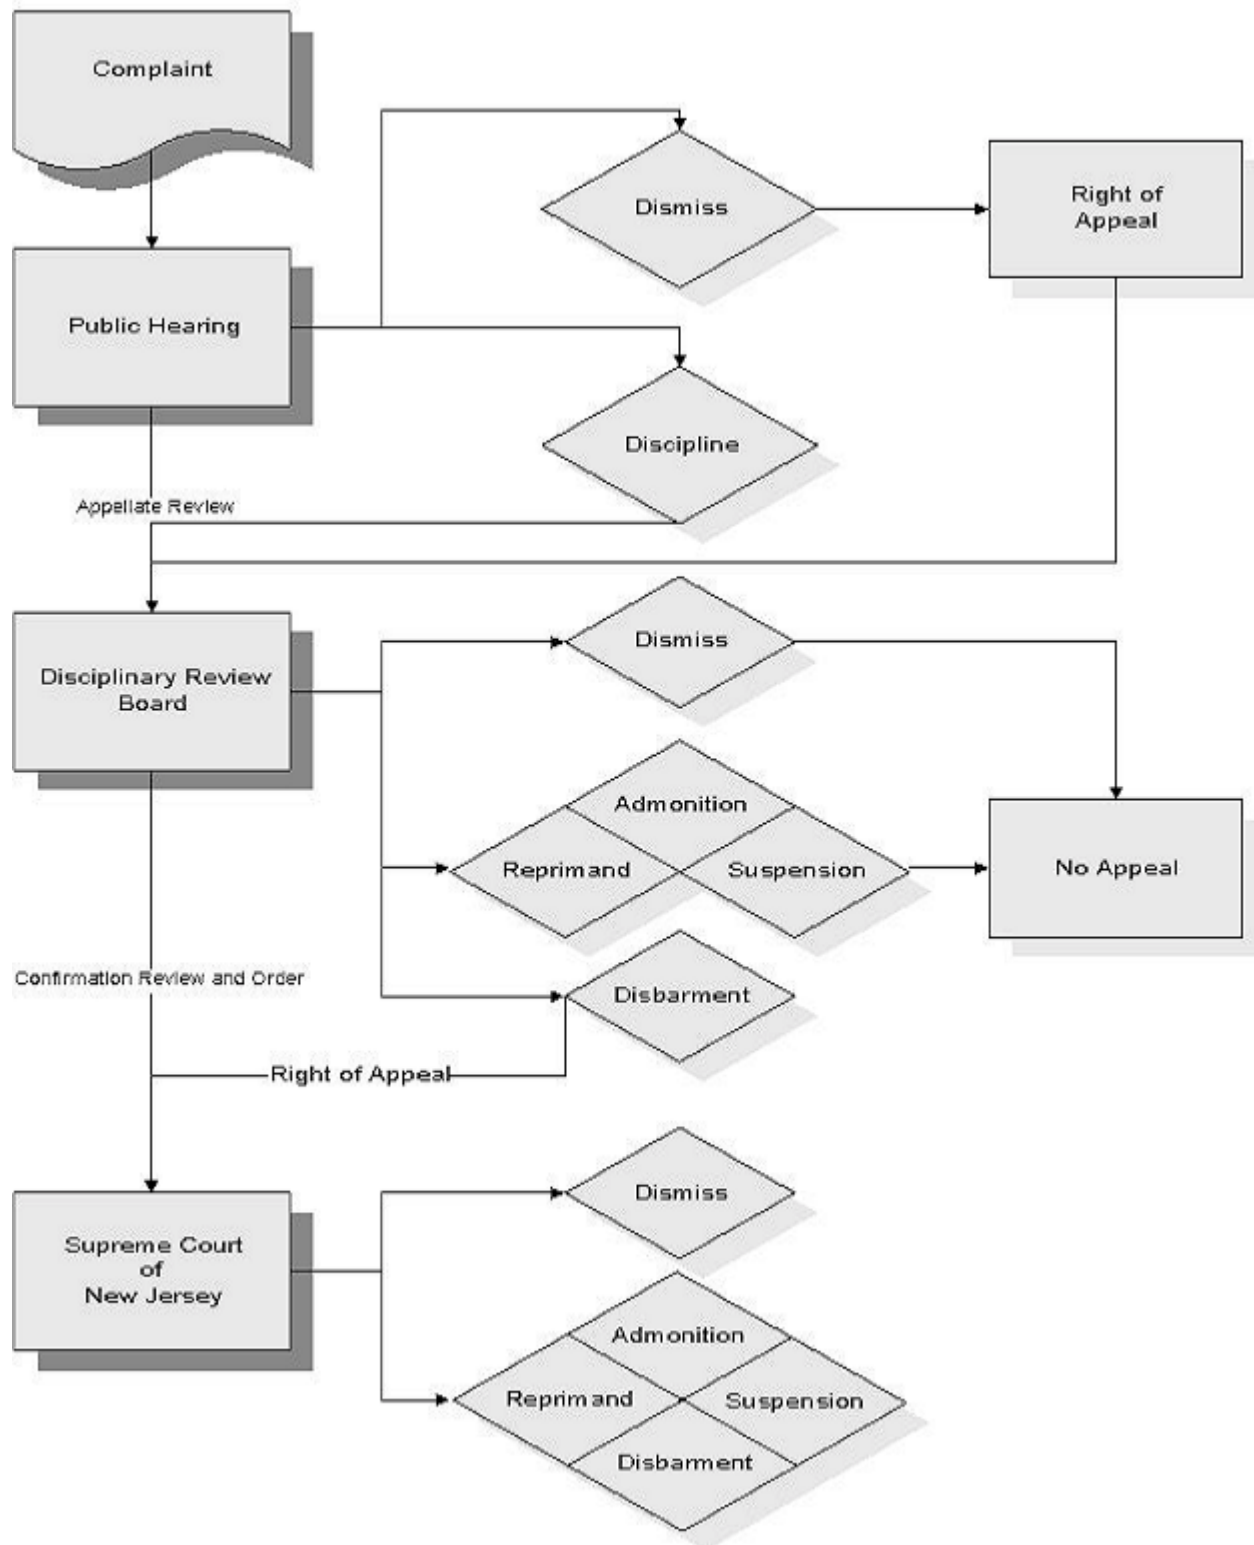 Complaint
Dismiss
Right of
Appeal
Public Hearing
Discipline
Appellate Review
Dismiss
Disciplinary Review
Board
Admonition
Reprimand
Suspension
No Appeal
Confirmation Review and Order
Disbarment
Right of Appeal
Dismiss
Supreme Court
of
New Jersey
Admonition
Reprimand
Suspension
Disbarment